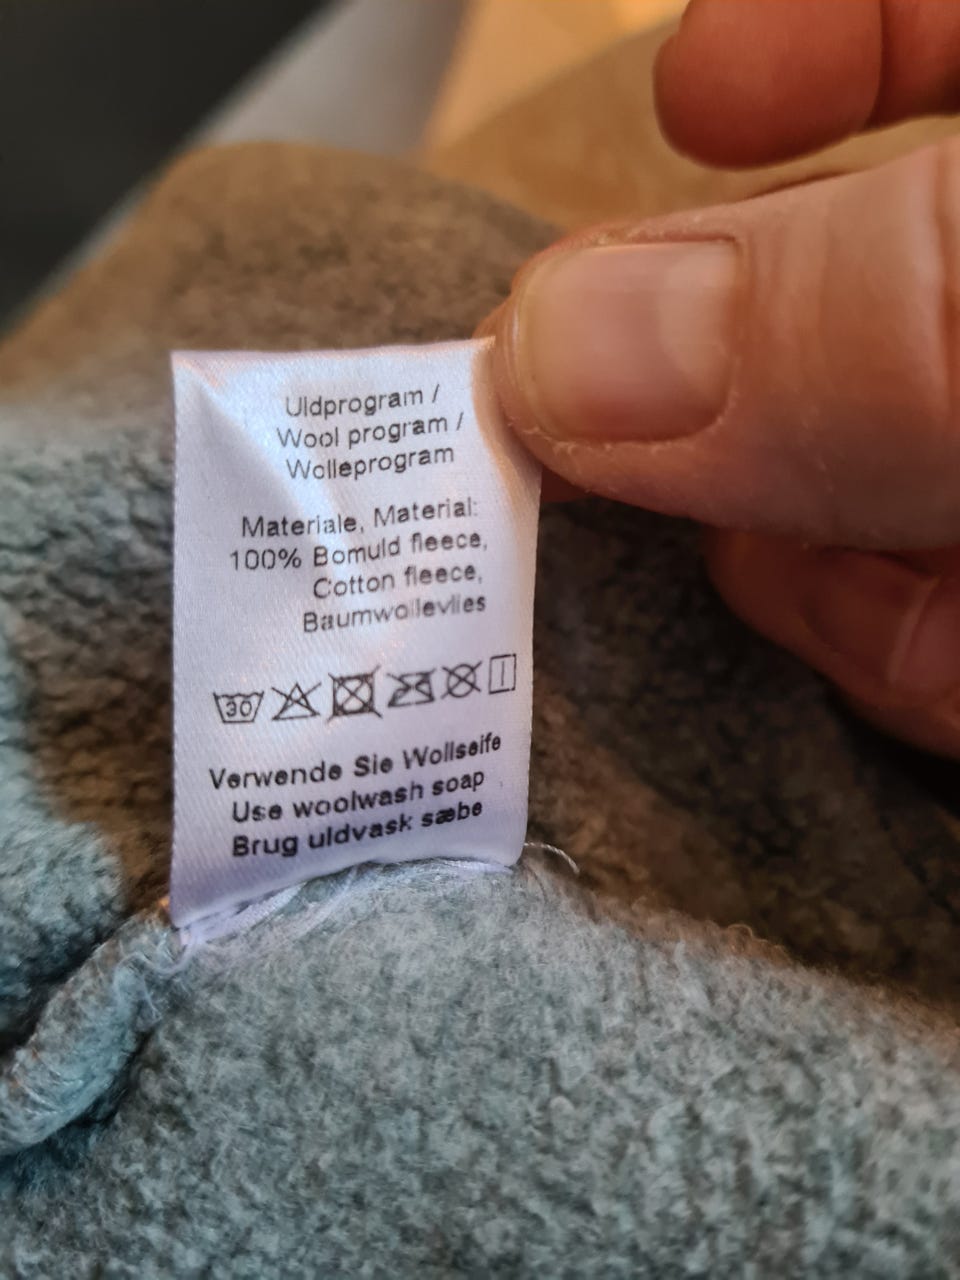 Uldprogram /
Wool program /
Wolleprogram
Materiale, Material:
100% Bomuld fleece,
Cotton fleece,
Baumwollevlies
30
Verwende Sie Wollseife
Use woolwash soap
Brug uldvask sæbe